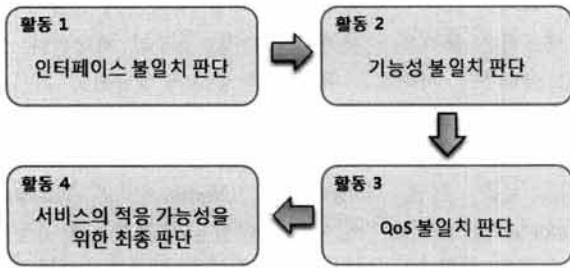 활동 1
인터페이스 불일치 판단
활동 2
기능성 불일치 판단
활동 3
QoS 불일치 판단
활동 4
서비스의 적응 가능성을
위한 최종 판단